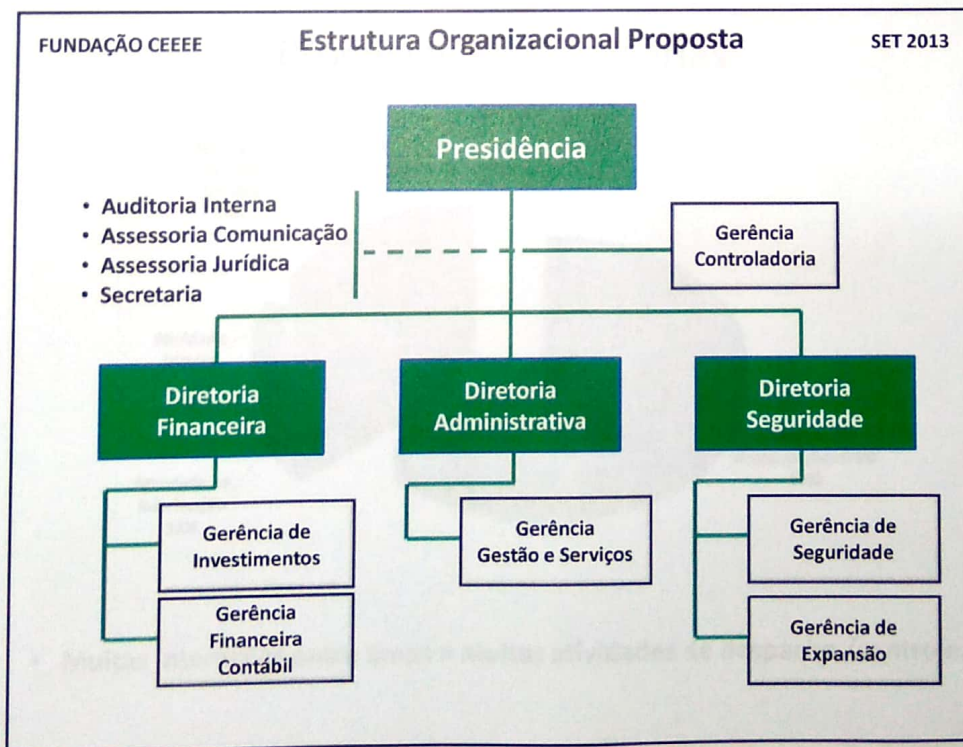 FUNDAÇÃO CEEEE
Estrutura Organizacional Proposta
SET 2013
Presidência
• Auditoria Interna
• Assessoria Comunicação
• Assessoria Jurídica
• Secretaria
Gerência
Controladoria
Diretoria
Financeira
Diretoria
Administrativa
Diretoria
Seguridade
Gerência de
Investimentos
Gerência
Financeira
Contábil
Gerência
Gestão e Serviços
Gerência de
Seguridade
Gerência de
Expansão